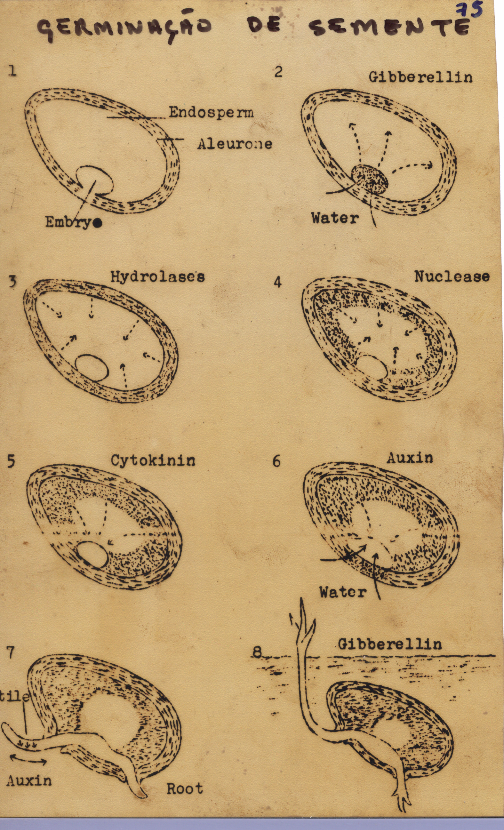 75
GERMINAÇÃO DE SEMENTE
1
Endosperm
Aleurone
Embryo
2
Gibberellin
Water
3
Hydrolases
4
Nuclease
5
Cytokinin
6
Auxin
Water
7
tile
Auxin
Root
8
Gibberellin